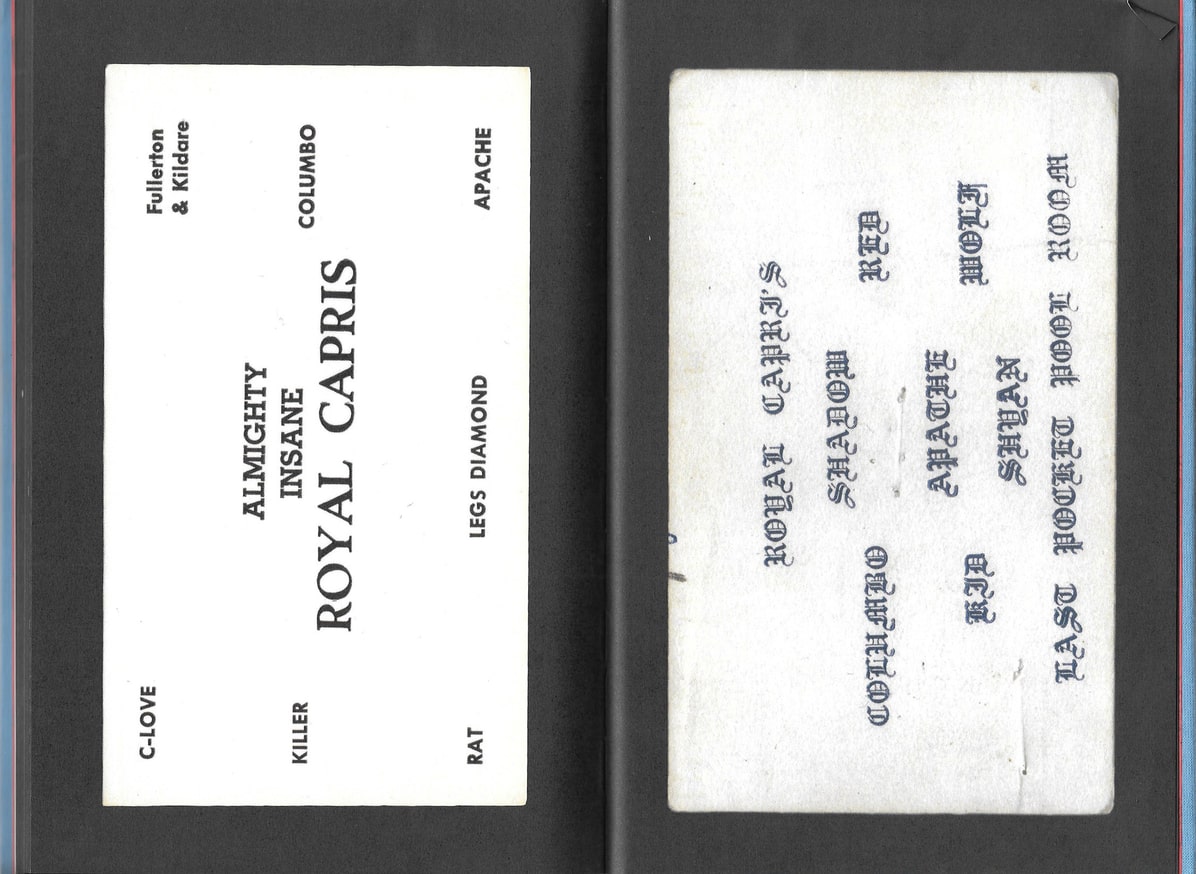 C-LOVE Fullerton
& Kildare
ALMIGHTY
INSANE
KILLER COLUMBO
ROYAL CAPRIS
RAT LEGS DIAMOND APACHE
ROYAL CAPRI'S
SHADOW
COLUMBO RED
APATHE
KID WOLF
SHYAN
LAST POCKET POOL ROOM